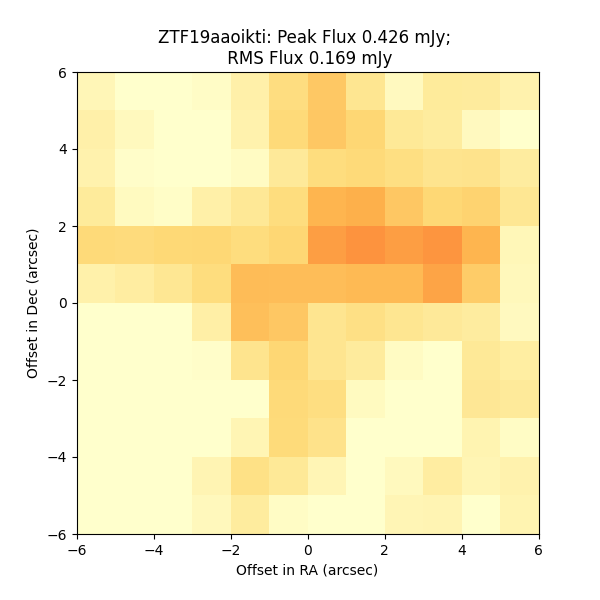 ZTF19aaoikti: Peak Flux 0.426 mJy;
RMS Flux 0.169 mJy
6
4
2
0
−2
−4
−6
Offset in Dec (arcsec)
−6 −4 −2 0 2 4 6
Offset in RA (arcsec)